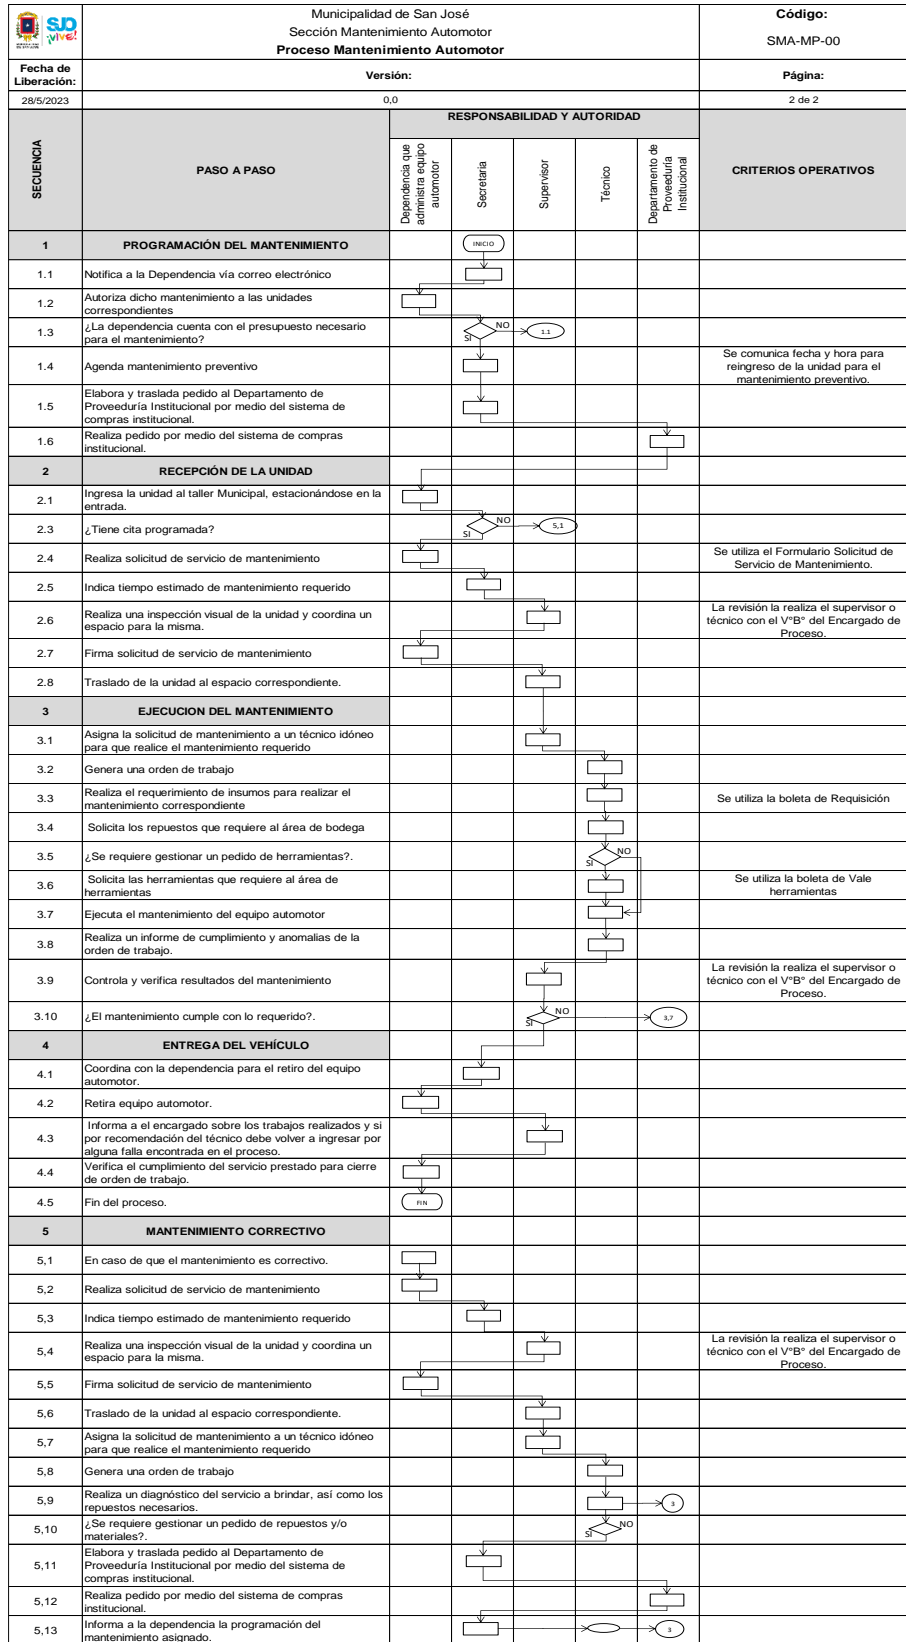 SJO
¡Vive!
Municipalidad de San José
Sección Mantenimiento Automotor
Proceso Mantenimiento Automotor
Código:
SMA-MP-00
Fecha de
Liberación:
Versión:
Página:
28/5/2023
0,0
2 de 2
SECUENCIA
PASO A PASO
RESPONSABILIDAD Y AUTORIDAD
Dependencia que
administra equipo
automotor
Secretaria
Supervisor
Técnico
Departamento de
Proveeduría
Institucional
CRITERIOS OPERATIVOS
1
PROGRAMACIÓN DEL MANTENIMIENTO
INICIO
1.1
Notifica a la Dependencia vía correo electrónico
1.2
Autoriza dicho mantenimiento a las unidades
correspondientes
1.3
¿La dependencia cuenta con el presupuesto necesario
para el mantenimiento?
SI
NO
1.1
1.4
Agenda mantenimiento preventivo
Se comunica fecha y hora para
reingreso de la unidad para el
mantenimiento preventivo.
1.5
Elabora y traslada pedido al Departamento de
Proveeduría Institucional por medio del sistema de
compras institucional.
1.6
Realiza pedido por medio del sistema de compras
institucional.
2
RECEPCIÓN DE LA UNIDAD
2.1
Ingresa la unidad al taller Municipal, estacionándose en la
entrada.
2.3
¿Tiene cita programada?
SI
NO
5,1
2.4
Realiza solicitud de servicio de mantenimiento
Se utiliza el Formulario Solicitud de
Servicio de Mantenimiento.
2.5
Indica tiempo estimado de mantenimiento requerido
2.6
Realiza una inspección visual de la unidad y coordina un
espacio para la misma.
La revisión la realiza el supervisor o
técnico con el V°B° del Encargado de
Proceso.
2.7
Firma solicitud de servicio de mantenimiento
2.8
Traslado de la unidad al espacio correspondiente.
3
EJECUCION DEL MANTENIMIENTO
3.1
Asigna la solicitud de mantenimiento a un técnico idóneo
para que realice el mantenimiento requerido
3.2
Genera una orden de trabajo
3.3
Realiza el requerimiento de insumos para realizar el
mantenimiento correspondiente
Se utiliza la boleta de Requisición
3.4
Solicita los repuestos que requiere al área de bodega
3.5
¿Se requiere gestionar un pedido de herramientas?.
SI
NO
3.6
Solicita las herramientas que requiere al área de
herramientas
Se utiliza la boleta de Vale
herramientas
3.7
Ejecuta el mantenimiento del equipo automotor
3.8
Realiza un informe de cumplimiento y anomalias de la
orden de trabajo.
3.9
Controla y verifica resultados del mantenimiento
La revisión la realiza el supervisor o
técnico con el V°B° del Encargado de
Proceso.
3.10
¿El mantenimiento cumple con lo requerido?.
SI
NO
3,7
4
ENTREGA DEL VEHÍCULO
4.1
Coordina con la dependencia para el retiro del equipo
automotor.
4.2
Retira equipo automotor.
4.3
Informa a el encargado sobre los trabajos realizados y si
por recomendación del técnico debe volver a ingresar por
alguna falla encontrada en el proceso.
4.4
Verifica el cumplimiento del servicio prestado para cierre
de orden de trabajo.
4.5
Fin del proceso.
FIN
5
MANTENIMIENTO CORRECTIVO
5,1
En caso de que el mantenimiento es correctivo.
5,2
Realiza solicitud de servicio de mantenimiento
5,3
Indica tiempo estimado de mantenimiento requerido
5,4
Realiza una inspección visual de la unidad y coordina un
espacio para la misma.
La revisión la realiza el supervisor o
técnico con el V°B° del Encargado de
Proceso.
5,5
Firma solicitud de servicio de mantenimiento
5,6
Traslado de la unidad al espacio correspondiente.
5,7
Asigna la solicitud de mantenimiento a un técnico idóneo
para que realice el mantenimiento requerido
5,8
Genera una orden de trabajo
5,9
Realiza un diagnóstico del servicio a brindar, así como los
repuestos necesarios.
3
5,10
¿Se requiere gestionar un pedido de repuestos y/o
materiales?.
SI
NO
5,11
Elabora y traslada pedido al Departamento de
Proveeduría Institucional por medio del sistema de
compras institucional.
5,12
Realiza pedido por medio del sistema de compras
institucional.
5,13
Informa a la dependencia la programación del
mantenimiento asignado.
3